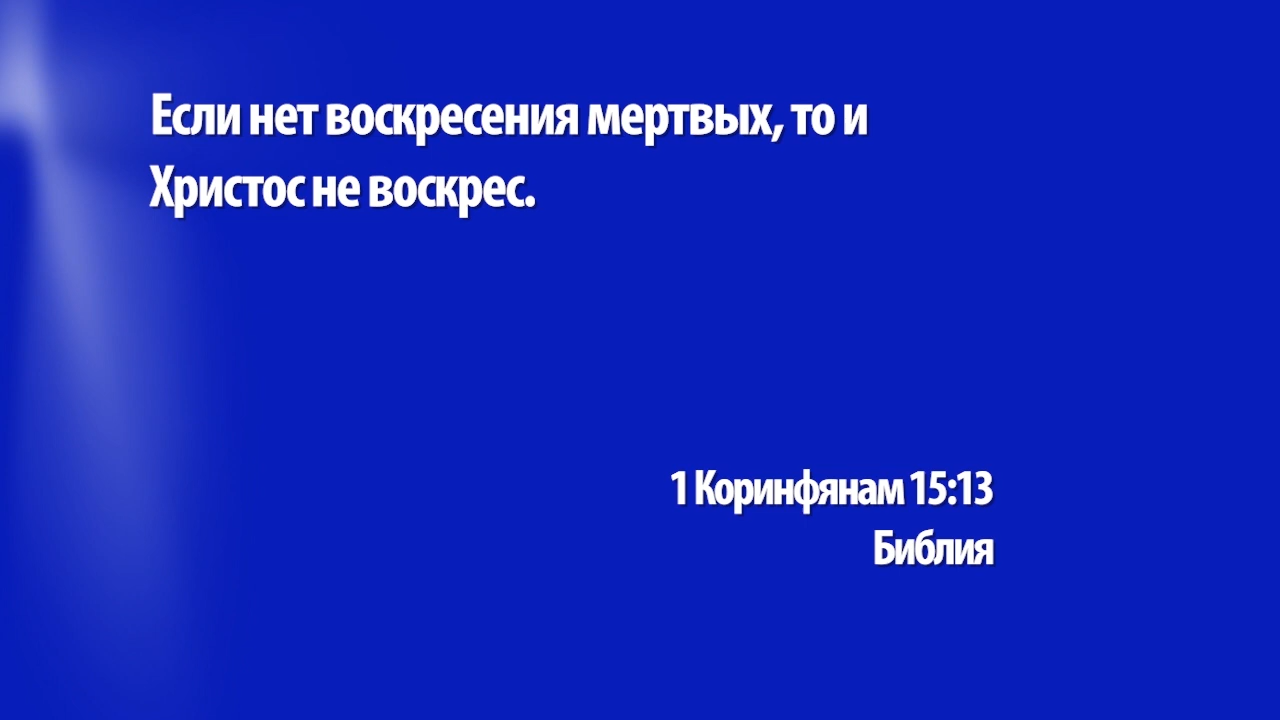 Если нет воскресения мертвых, то и
Христос не воскрес.
1 Коринфянам 15:13
Библия